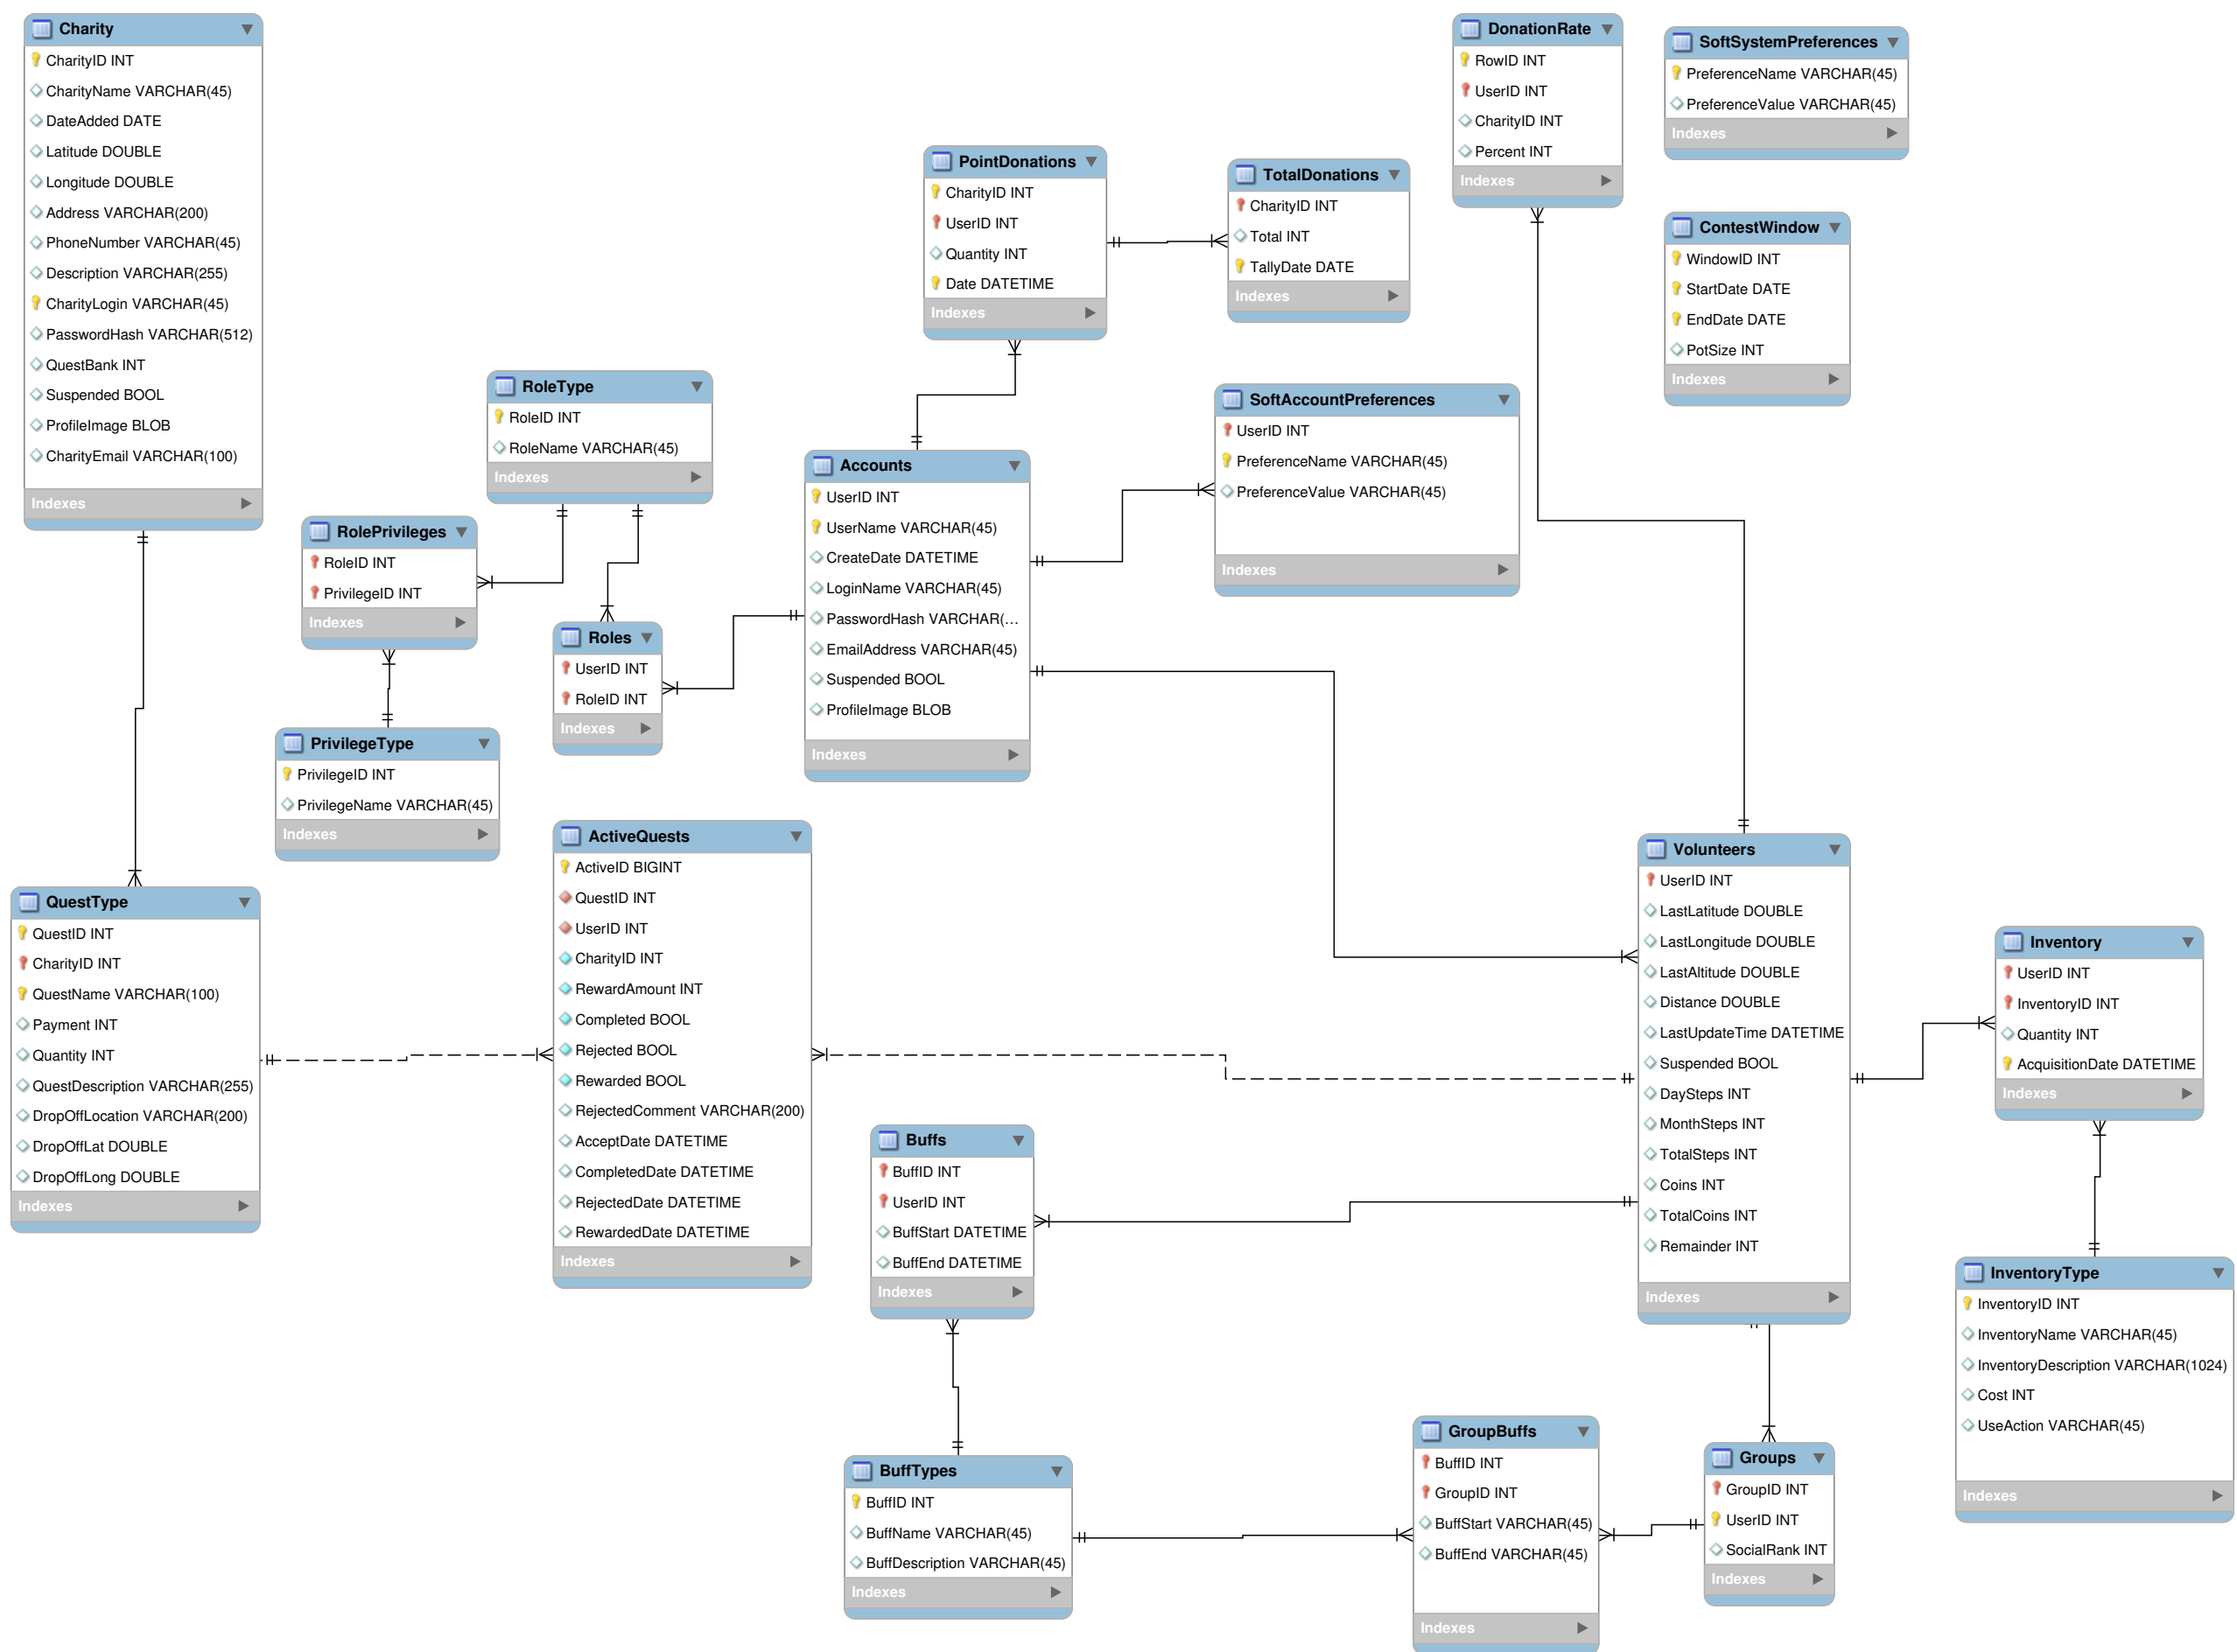 Charity
CharityID INT
CharityName VARCHAR(45)
DateAdded DATE
Latitude DOUBLE
Longitude DOUBLE
Address VARCHAR(200)
PhoneNumber VARCHAR(45)
Description VARCHAR(255)
CharityLogin VARCHAR(45)
PasswordHash VARCHAR(512)
QuestBank INT
Suspended BOOL
ProfileImage BLOB
CharityEmail VARCHAR(100)
Indexes
DonationRate
RowID INT
UserID INT
CharityID INT
Percent INT
Indexes
SoftSystemPreferences
PreferenceName VARCHAR(45)
PreferenceValue VARCHAR(45)
Indexes
PointDonations
CharityID INT
UserID INT
Quantity INT
Date DATETIME
Indexes
TotalDonations
CharityID INT
Total INT
TallyDate DATE
Indexes
ContestWindow
WindowID INT
StartDate DATE
EndDate DATE
PotSize INT
Indexes
RoleType
RoleID INT
RoleName VARCHAR(45)
Indexes
SoftAccountPreferences
UserID INT
PreferenceName VARCHAR(45)
PreferenceValue VARCHAR(45)
Indexes
Accounts
UserID INT
UserName VARCHAR(45)
CreateDate DATETIME
LoginName VARCHAR(45)
PasswordHash VARCHAR(...
EmailAddress VARCHAR(45)
Suspended BOOL
ProfileImage BLOB
Indexes
RolePrivileges
RoleID INT
PrivilegeID INT
Indexes
Roles
UserID INT
RoleID INT
Indexes
PrivilegeType
PrivilegeID INT
PrivilegeName VARCHAR(45)
Indexes
ActiveQuests
ActiveID BIGINT
QuestID INT
UserID INT
CharityID INT
RewardAmount INT
Completed BOOL
Rejected BOOL
Rewarded BOOL
RejectedComment VARCHAR(200)
AcceptDate DATETIME
CompletedDate DATETIME
RejectedDate DATETIME
RewardedDate DATETIME
Indexes
Volunteers
UserID INT
LastLatitude DOUBLE
LastLongitude DOUBLE
LastAltitude DOUBLE
Distance DOUBLE
LastUpdateTime DATETIME
Suspended BOOL
DaySteps INT
MonthSteps INT
TotalSteps INT
Coins INT
TotalCoins INT
Remainder INT
Indexes
QuestType
QuestID INT
CharityID INT
QuestName VARCHAR(100)
Payment INT
Quantity INT
QuestDescription VARCHAR(255)
DropOffLocation VARCHAR(200)
DropOffLat DOUBLE
DropOffLong DOUBLE
Indexes
Inventory
UserID INT
InventoryID INT
Quantity INT
AcquisitionDate DATETIME
Indexes
Buffs
BuffID INT
UserID INT
BuffStart DATETIME
BuffEnd DATETIME
Indexes
InventoryType
InventoryID INT
InventoryName VARCHAR(45)
InventoryDescription VARCHAR(1024)
Cost INT
UseAction VARCHAR(45)
Indexes
GroupBuffs
BuffID INT
GroupID INT
BuffStart VARCHAR(45)
BuffEnd VARCHAR(45)
Indexes
Groups
GroupID INT
UserID INT
SocialRank INT
Indexes
BuffTypes
BuffID INT
BuffName VARCHAR(45)
BuffDescription VARCHAR(45)
Indexes